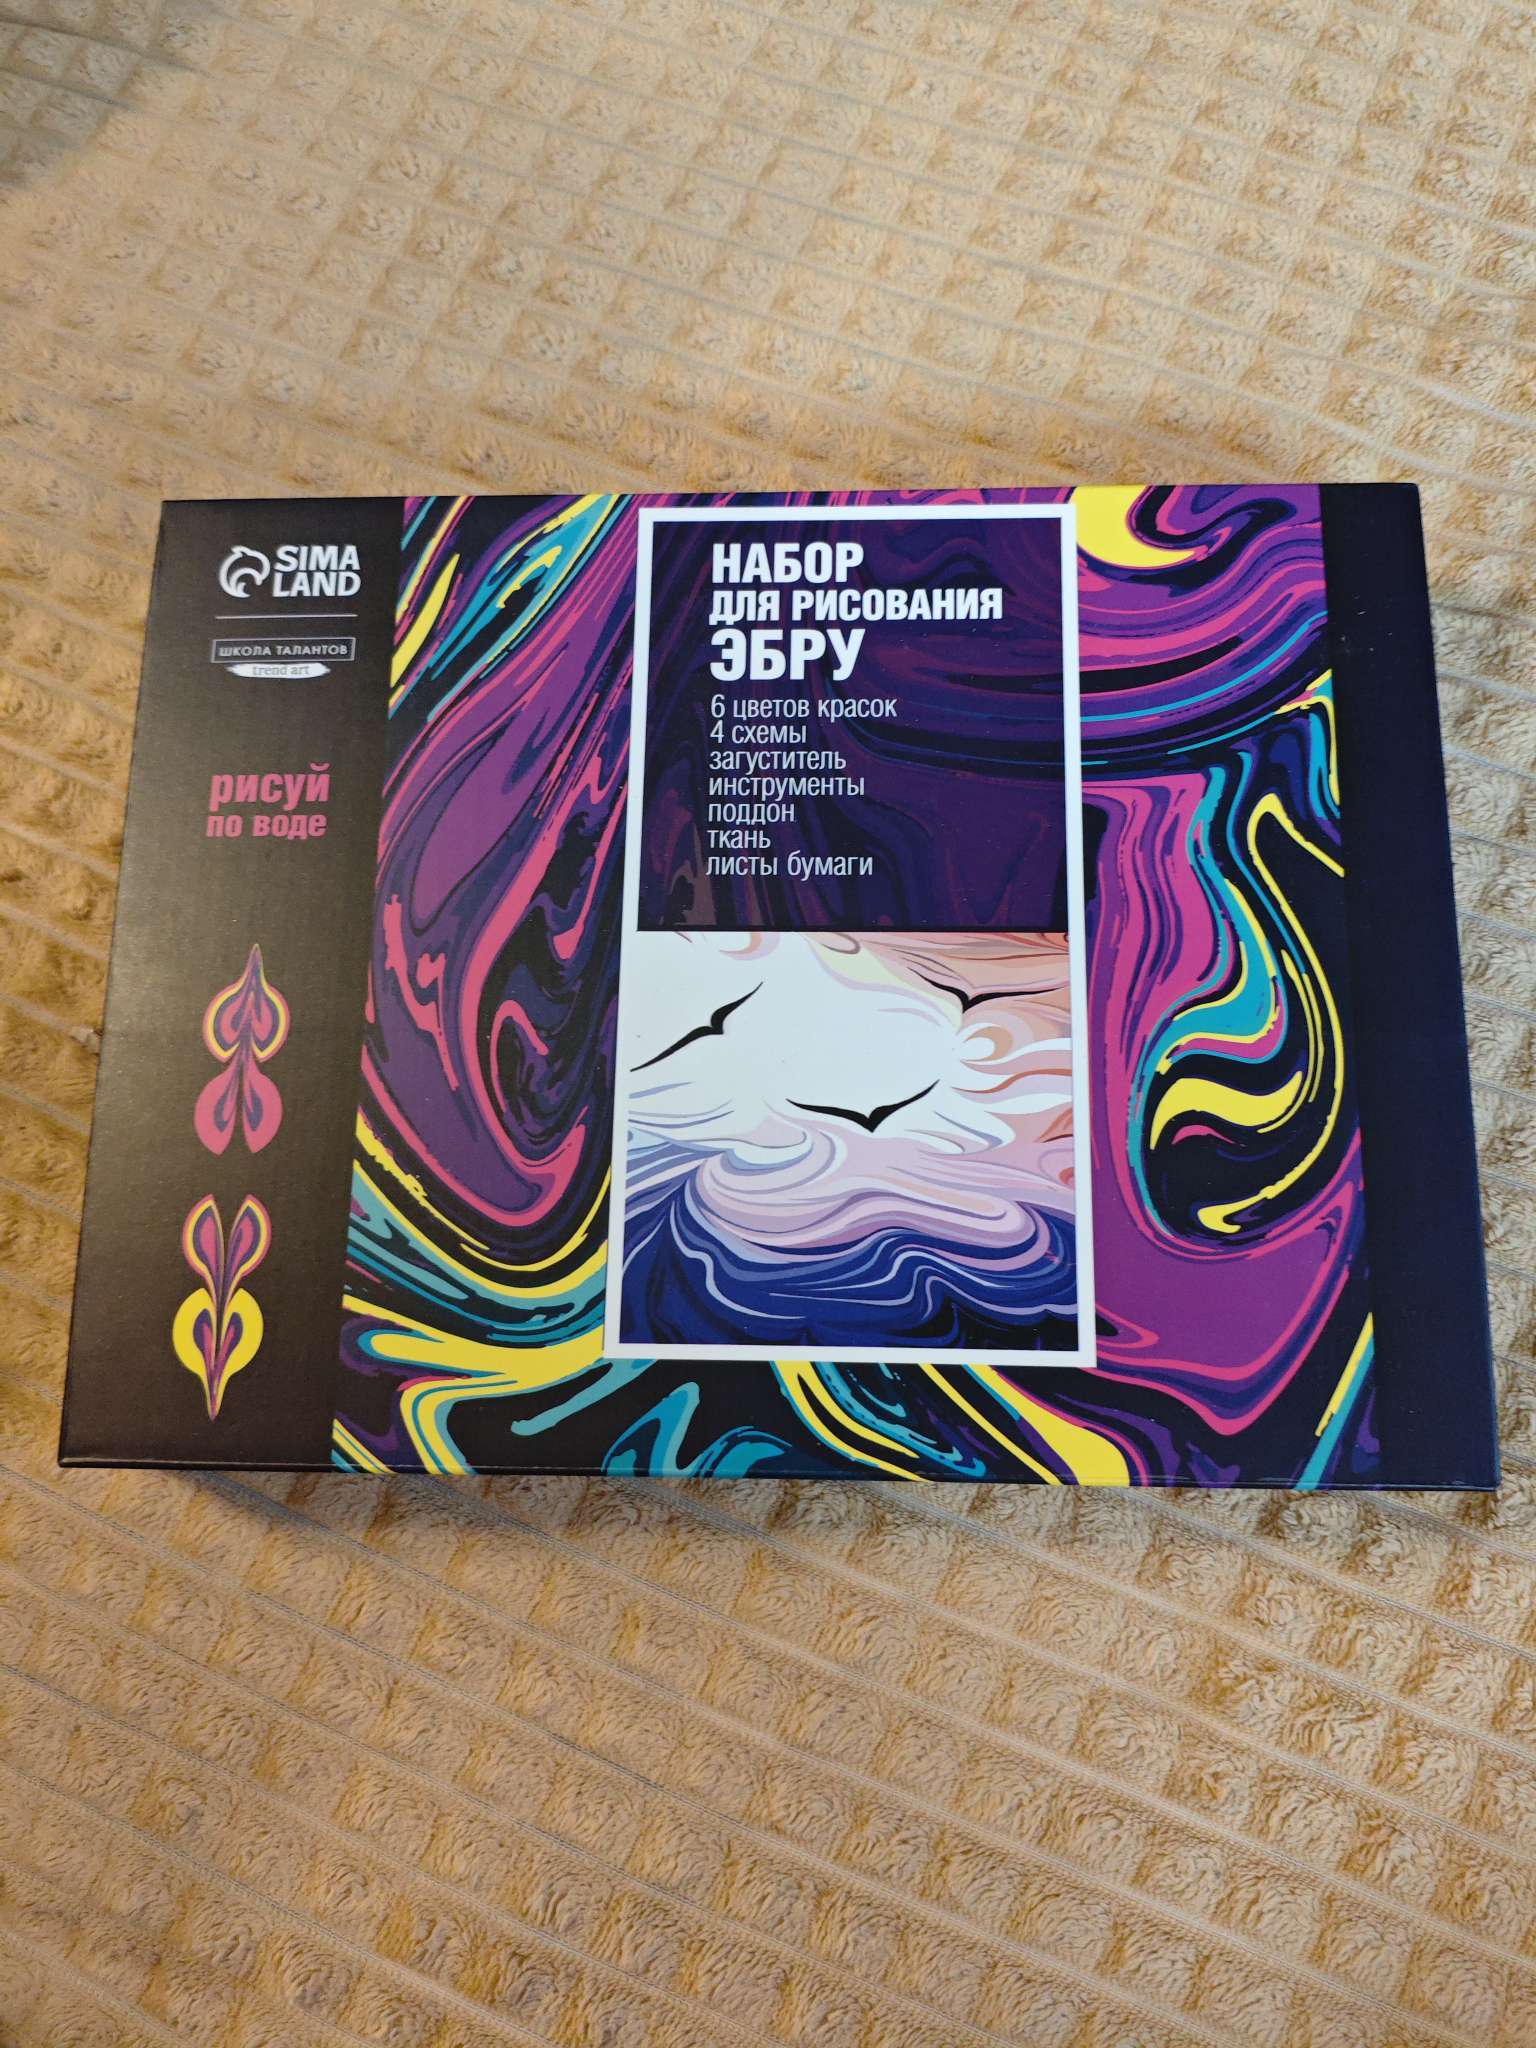 SIMA
LAND
ШКОЛА ТАЛАНТОВ
trend art
рисуй
по воде
НАБОР
ДЛЯ РИСОВАНИЯ
ЭБРУ
6 цветов красок
4 схемы
загуститель
инструменты
поддон
ткань
листы бумаги